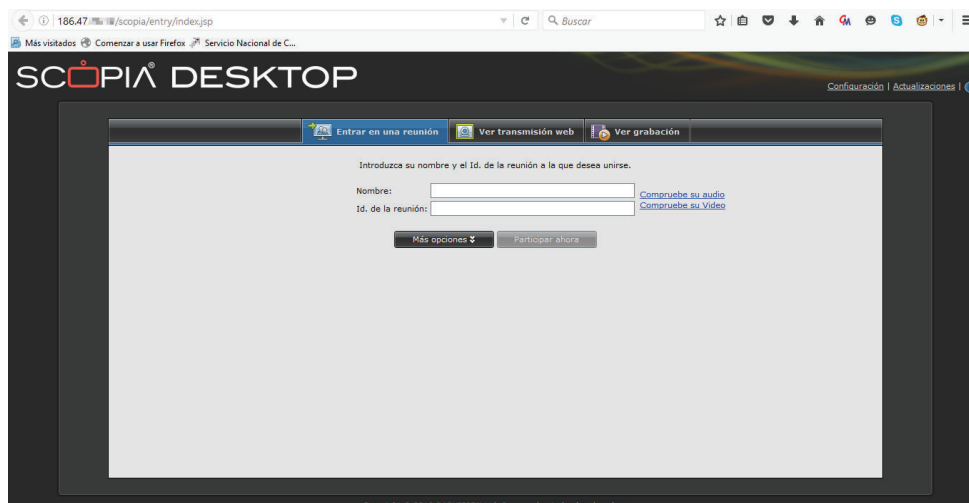 186.47 /scopia/entry/index.jsp
Buscar
Más visitados Comenzar a usar Firefox Servicio Nacional de C...
SCOPIA® DESKTOP
Configuración | Actualizaciones |
Entrar en una reunión Ver transmisión web Ver grabación
Introduzca su nombre y el Id. de la reunión a la que desea unirse.
Nombre: Compruebe su audio
Id. de la reunión: Compruebe su Video
Más opciones Participar ahora